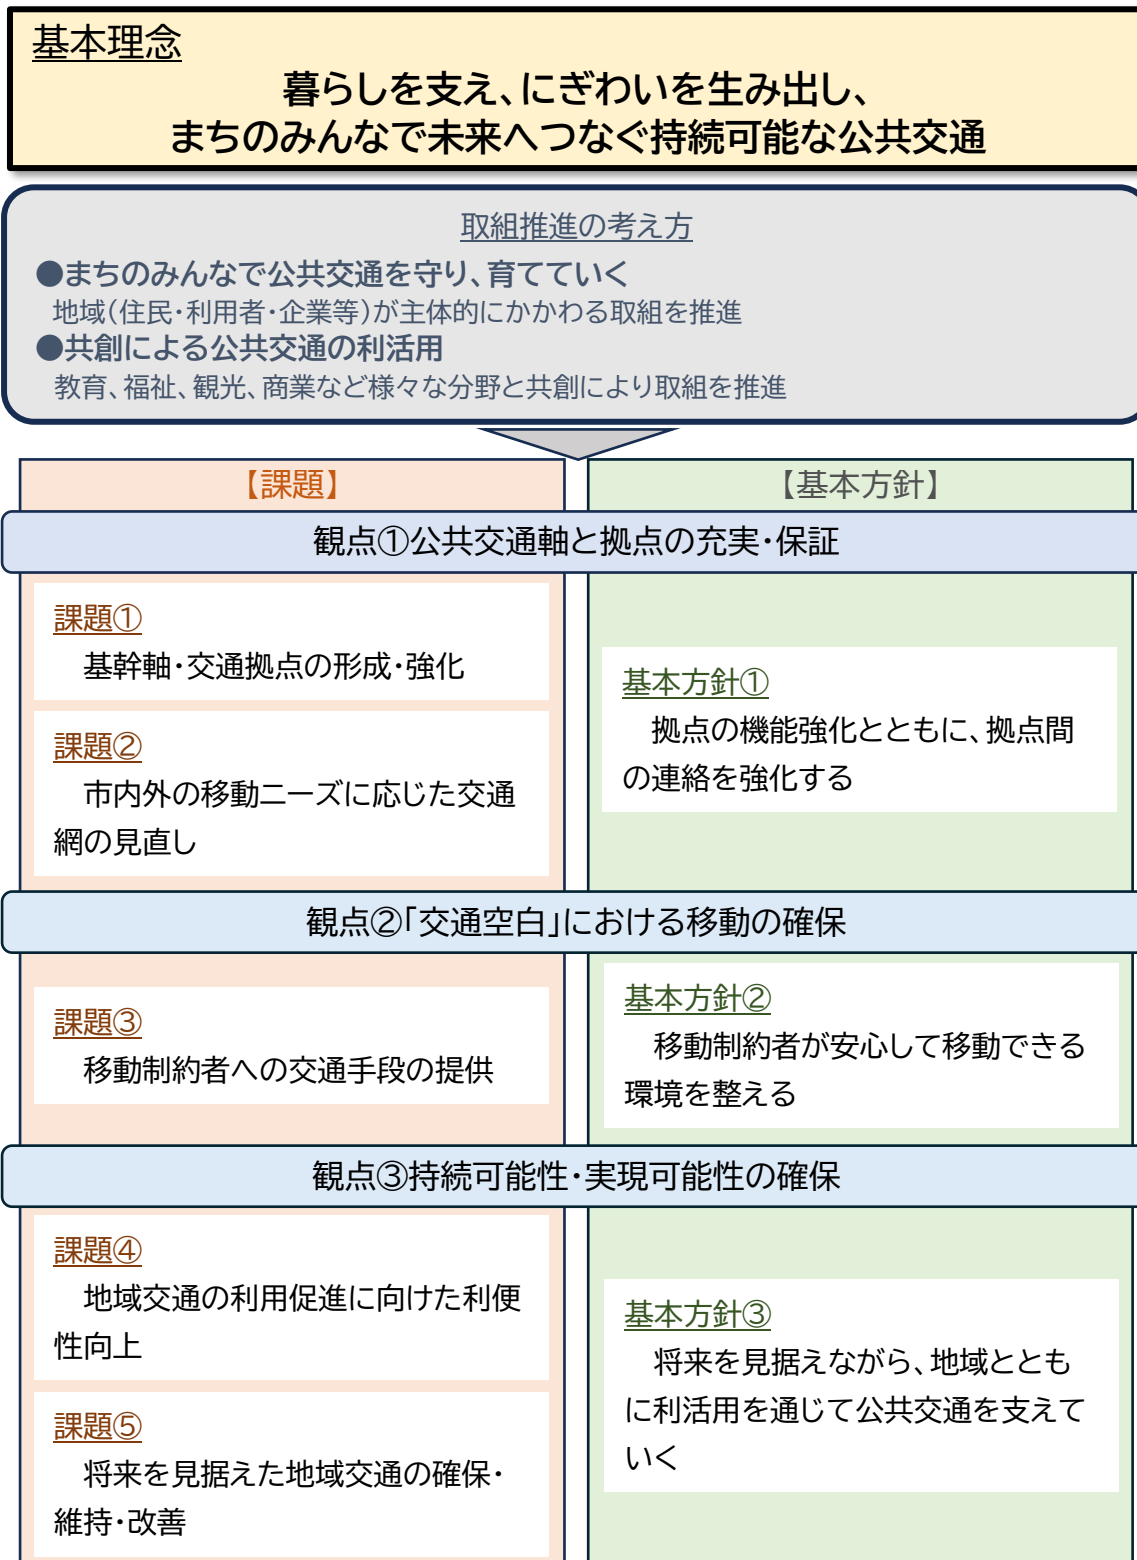 基本理念
暮らしを支え、にぎわいを生み出し、
まちのみんなで未来へつなぐ持続可能な公共交通
取組推進の考え方
●まちのみんなで公共交通を守り、育てていく
地域(住民・利用者・企業等)が主体的にかかわる取組を推進
●共創による公共交通の利活用
教育、福祉、観光、商業など様々な分野と共創により取組を推進
【課題】
【基本方針】
観点①公共交通軸と拠点の充実・保証
課題①
基幹軸・交通拠点の形成・強化
課題②
市内外の移動ニーズに応じた交通
網の見直し
基本方針①
拠点の機能強化とともに、拠点間
の連絡を強化する
観点②「交通空白」における移動の確保
課題③
移動制約者への交通手段の提供
基本方針②
移動制約者が安心して移動できる
環境を整える
観点③持続可能性・実現可能性の確保
課題④
地域交通の利用促進に向けた利便
性向上
課題⑤
将来を見据えた地域交通の確保・
維持・改善
基本方針③
将来を見据えながら、地域ととも
に利活用を通じて公共交通を支えて
いく